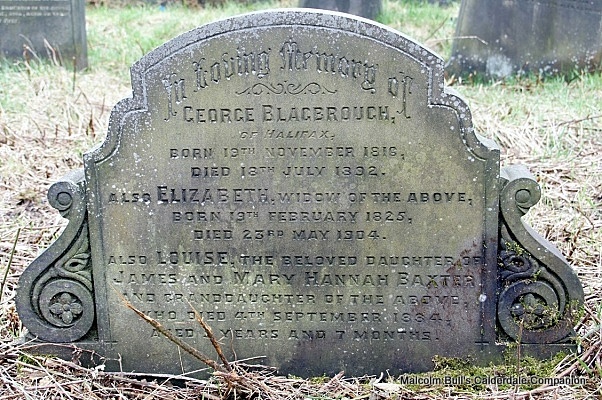 In loving Memory of
GEORGE BLAGBROUGH,
OF HALIFAX,
BORN 19TH NOVEMBER 1816,
DIED 18TH JULY 1892.
ALSO ELIZABETH, WIDOW OF THE ABOVE,
BORN 19TH FEBRUARY 1825,
DIED 23RD MAY 1904.
ALSO LOUISE, THE BELOVED DAUGHTER OF
JAMES AND MARY HANNAH BAXTER
AND GRANDDAUGHTER OF THE ABOVE,
WHO DIED 4TH SEPTEMBER 1884,
AGED YEARS AND 7 MONTHS.
Malcolm Bull's Calderdale Companion